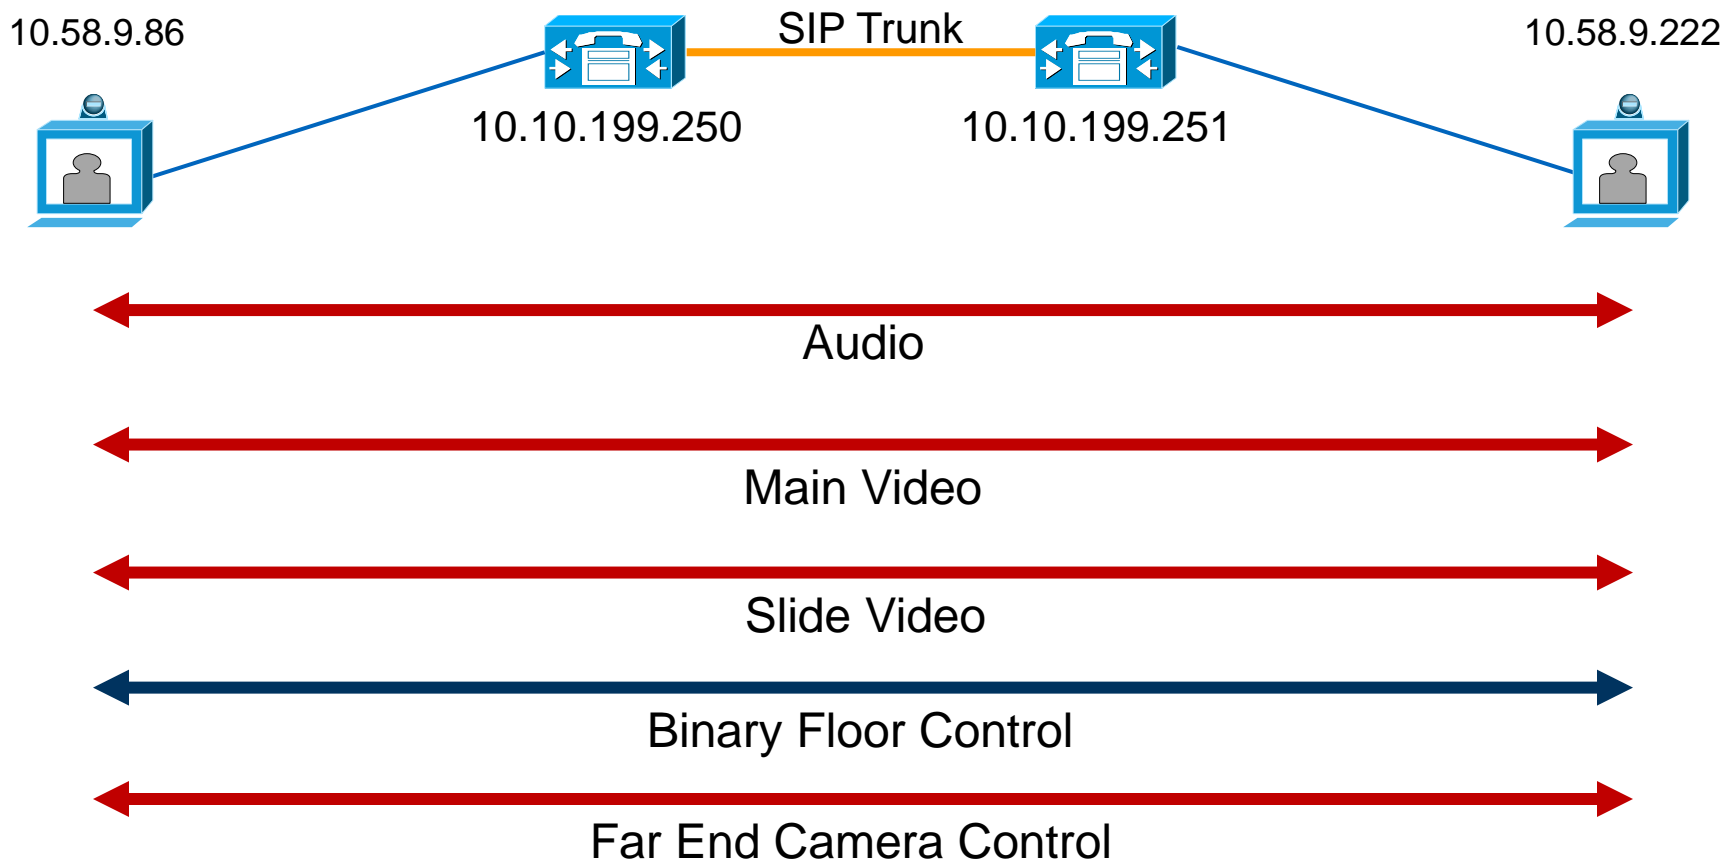 10.58.9.86
SIP Trunk
10.58.9.222
10.10.199.250
10.10.199.251
Audio
Main Video
Slide Video
Binary Floor Control
Far End Camera Control